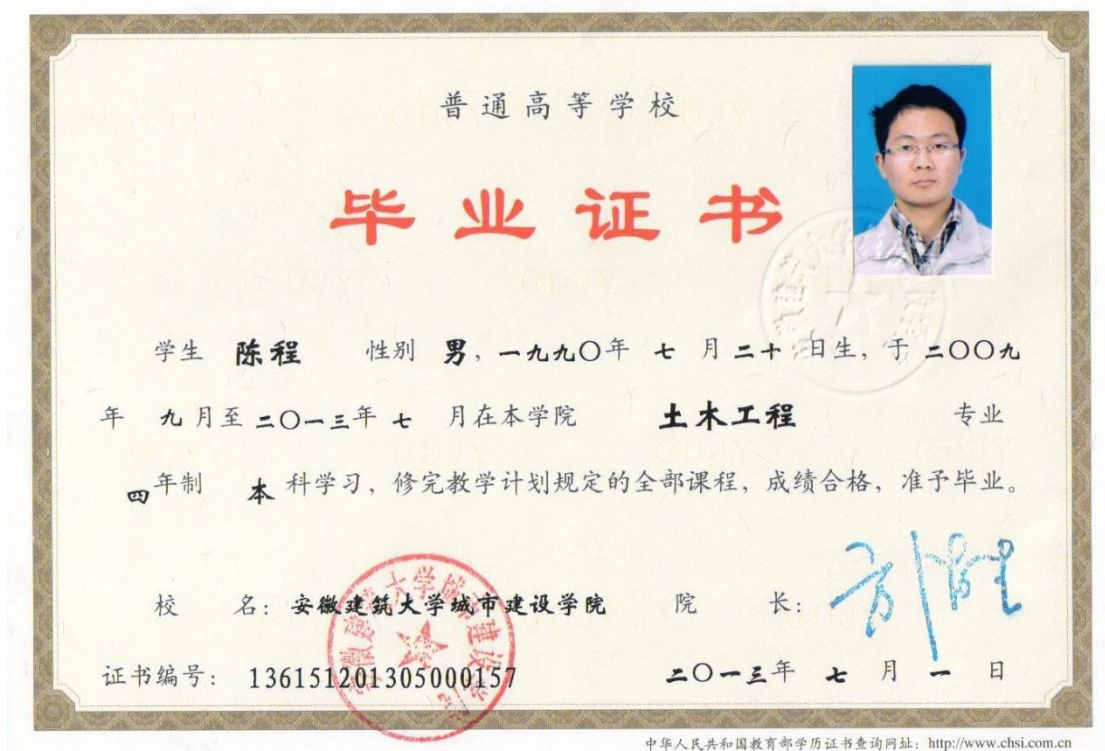 普通高等学校
毕业证书
学生 陈程 性别 男，一九九〇年 七 月二十 日生，于 二〇〇九
年 九月至二〇一三年 七 月在本学院 土木工程 专业
四年制 本 科学习，修完教学计划规定的全部课程，成绩合格，准予毕业。
校 名：安徽建筑大学城市建设学院 院 长：
证书编号：136151201305000157 二〇一三年 七 月 一 日
中华人民共和国教育部学历证书查询网址：http://www.chsi.com.cn